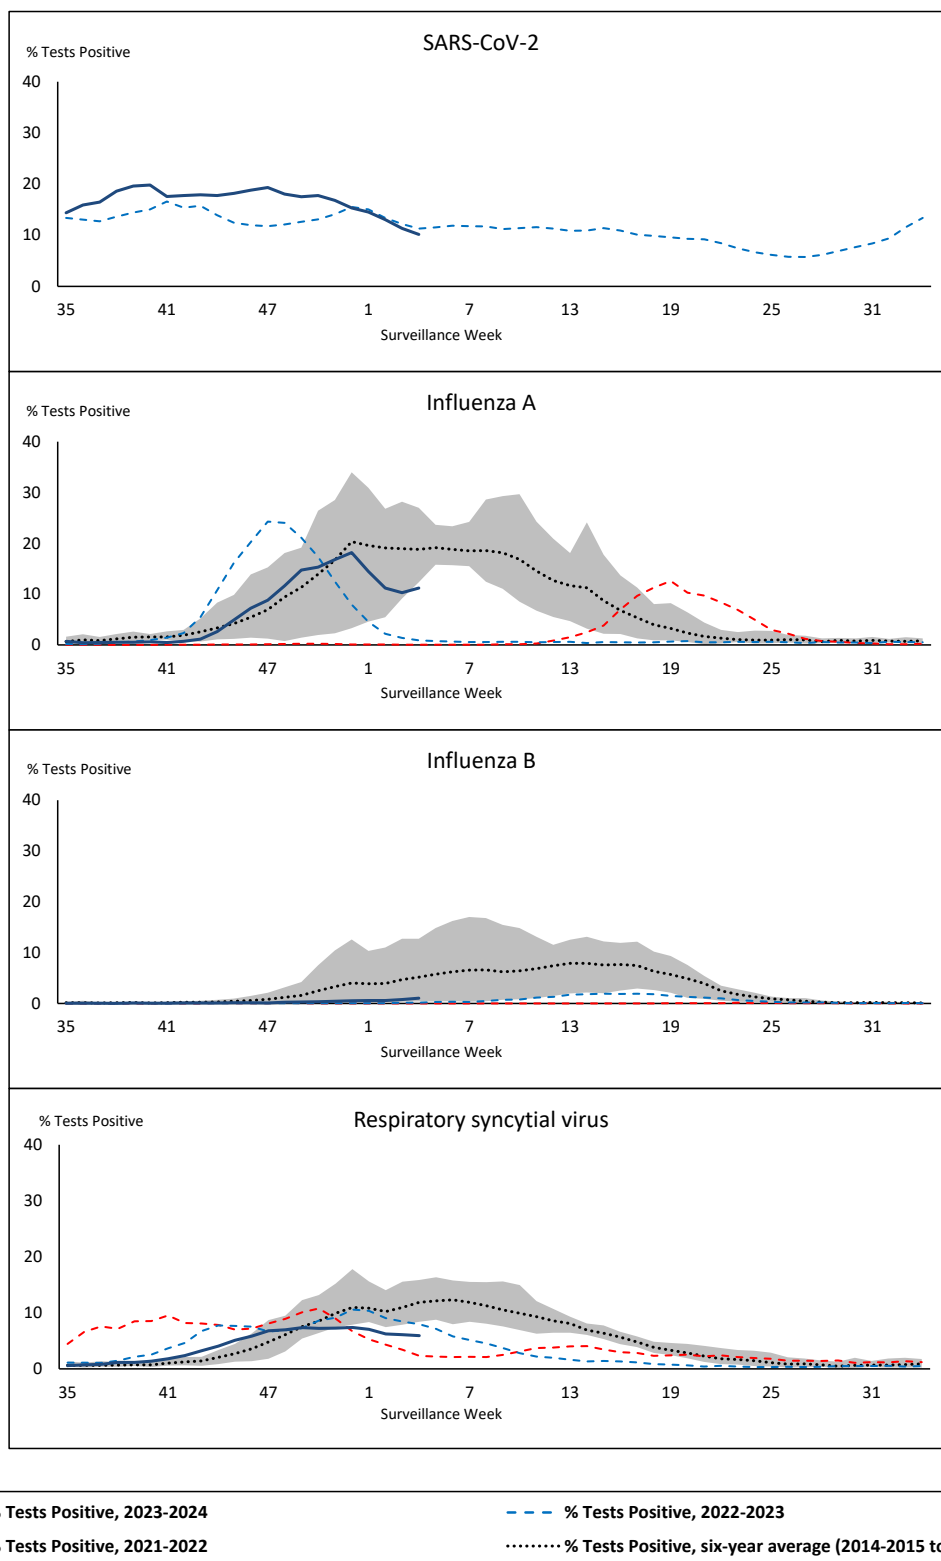 SARS-CoV-2
% Tests Positive
40
30
20
10
0
35 41 47 1 7 13 19 25 31
Surveillance Week
Influenza A
% Tests Positive
40
30
20
10
0
35 41 47 1 7 13 19 25 31
Surveillance Week
Influenza B
% Tests Positive
40
30
20
10
0
35 41 47 1 7 13 19 25 31
Surveillance Week
Respiratory syncytial virus
% Tests Positive
40
30
20
10
0
35 41 47 1 7 13 19 25 31
Surveillance Week
% Tests Positive, 2023-2024
% Tests Positive, 2022-2023
% Tests Positive, 2021-2022
% Tests Positive, six-year average (2014-2015 to